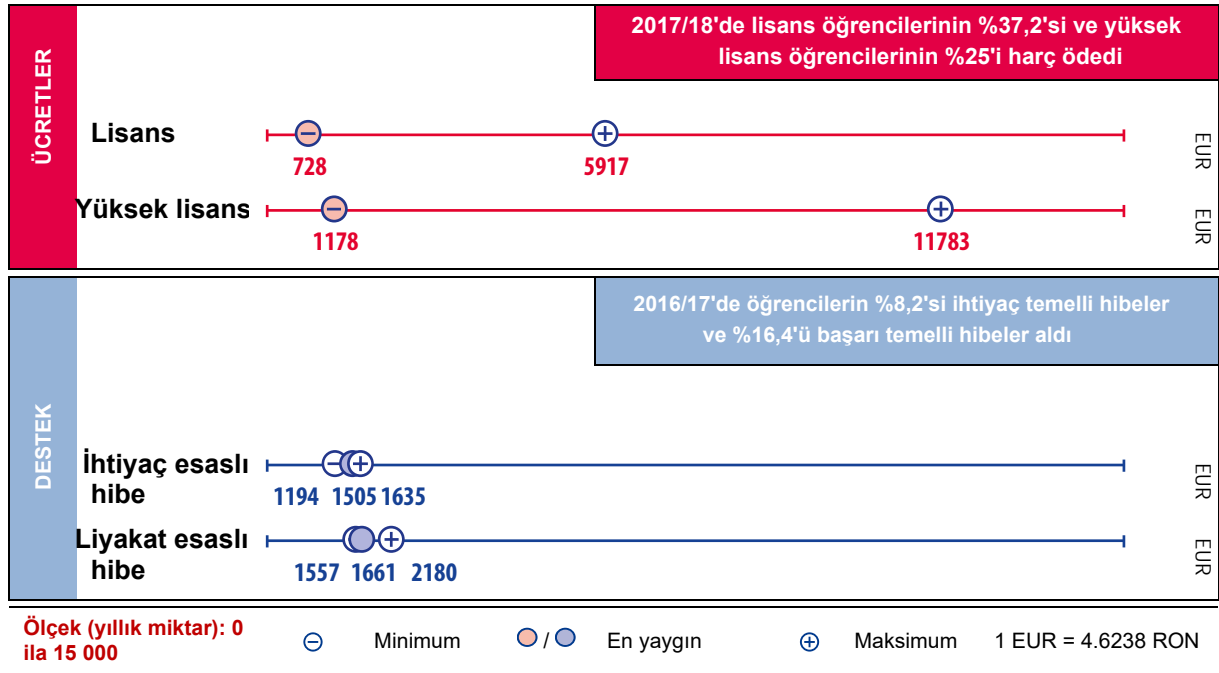 2017/18'de lisans öğrencilerinin %37,2'si ve yüksek
lisans öğrencilerinin %25'i harç ödedi
ÜCRETLER
Lisans
728
5917
EUR
Yüksek lisans
1178
11783
EUR
2016/17'de öğrencilerin %8,2'si ihtiyaç temelli hibeler
ve %16,4'ü başarı temelli hibeler aldı
DESTEK
İhtiyaç esaslı
hibe
1194 1505 1635
EUR
Liyakat esaslı
hibe
1557 1661 2180
EUR
Ölçek (yıllık miktar): 0
ila 15 000
Minimum
/
En yaygın
Maksimum
1 EUR = 4.6238 RON